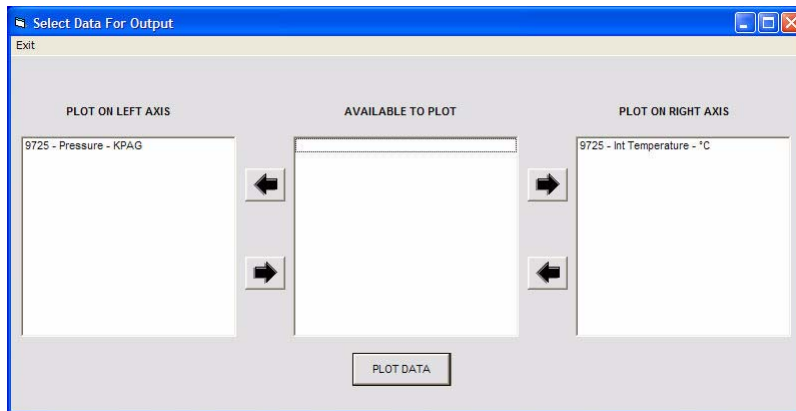 Select Data For Output
Exit
PLOT ON LEFT AXIS
AVAILABLE TO PLOT
PLOT ON RIGHT AXIS
9725 - Pressure - KPAG
9725 - Int Temperature - °C
PLOT DATA